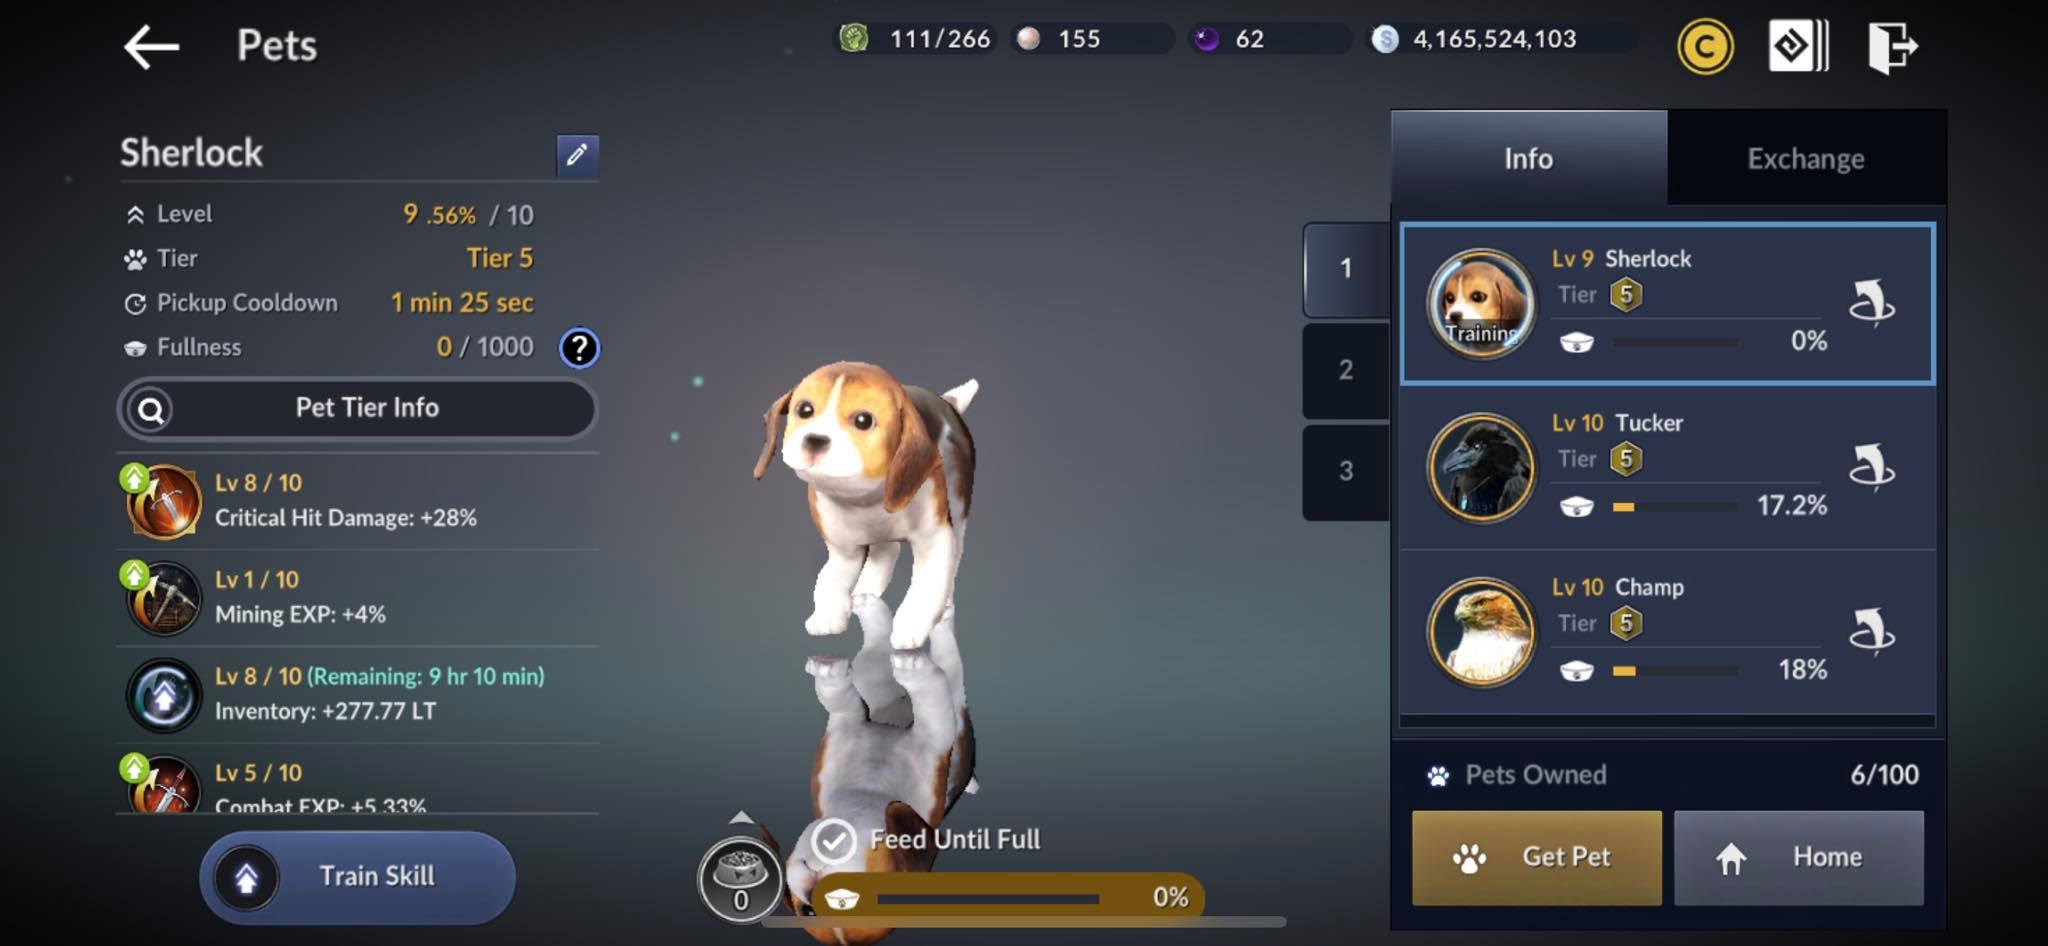 Pets
111/266
155
62
4,165,524,103
Sherlock
Level 9 .56% / 10
Tier Tier 5
Pickup Cooldown 1 min 25 sec
Fullness 0 / 1000
?
Pet Tier Info
Lv 8 / 10
Critical Hit Damage: +28%
Lv 1 / 10
Mining EXP: +4%
Lv 8 / 10 (Remaining: 9 hr 10 min)
Inventory: +277.77 LT
Lv 5 / 10
Combat EXP: +5.33%
Train Skill
0
Feed Until Full
0%
1
2
3
Info
Exchange
Lv 9 Sherlock
Tier 5
Training
0%
Lv 10 Tucker
Tier 5
17.2%
Lv 10 Champ
Tier 5
18%
Pets Owned 6/100
Get Pet
Home